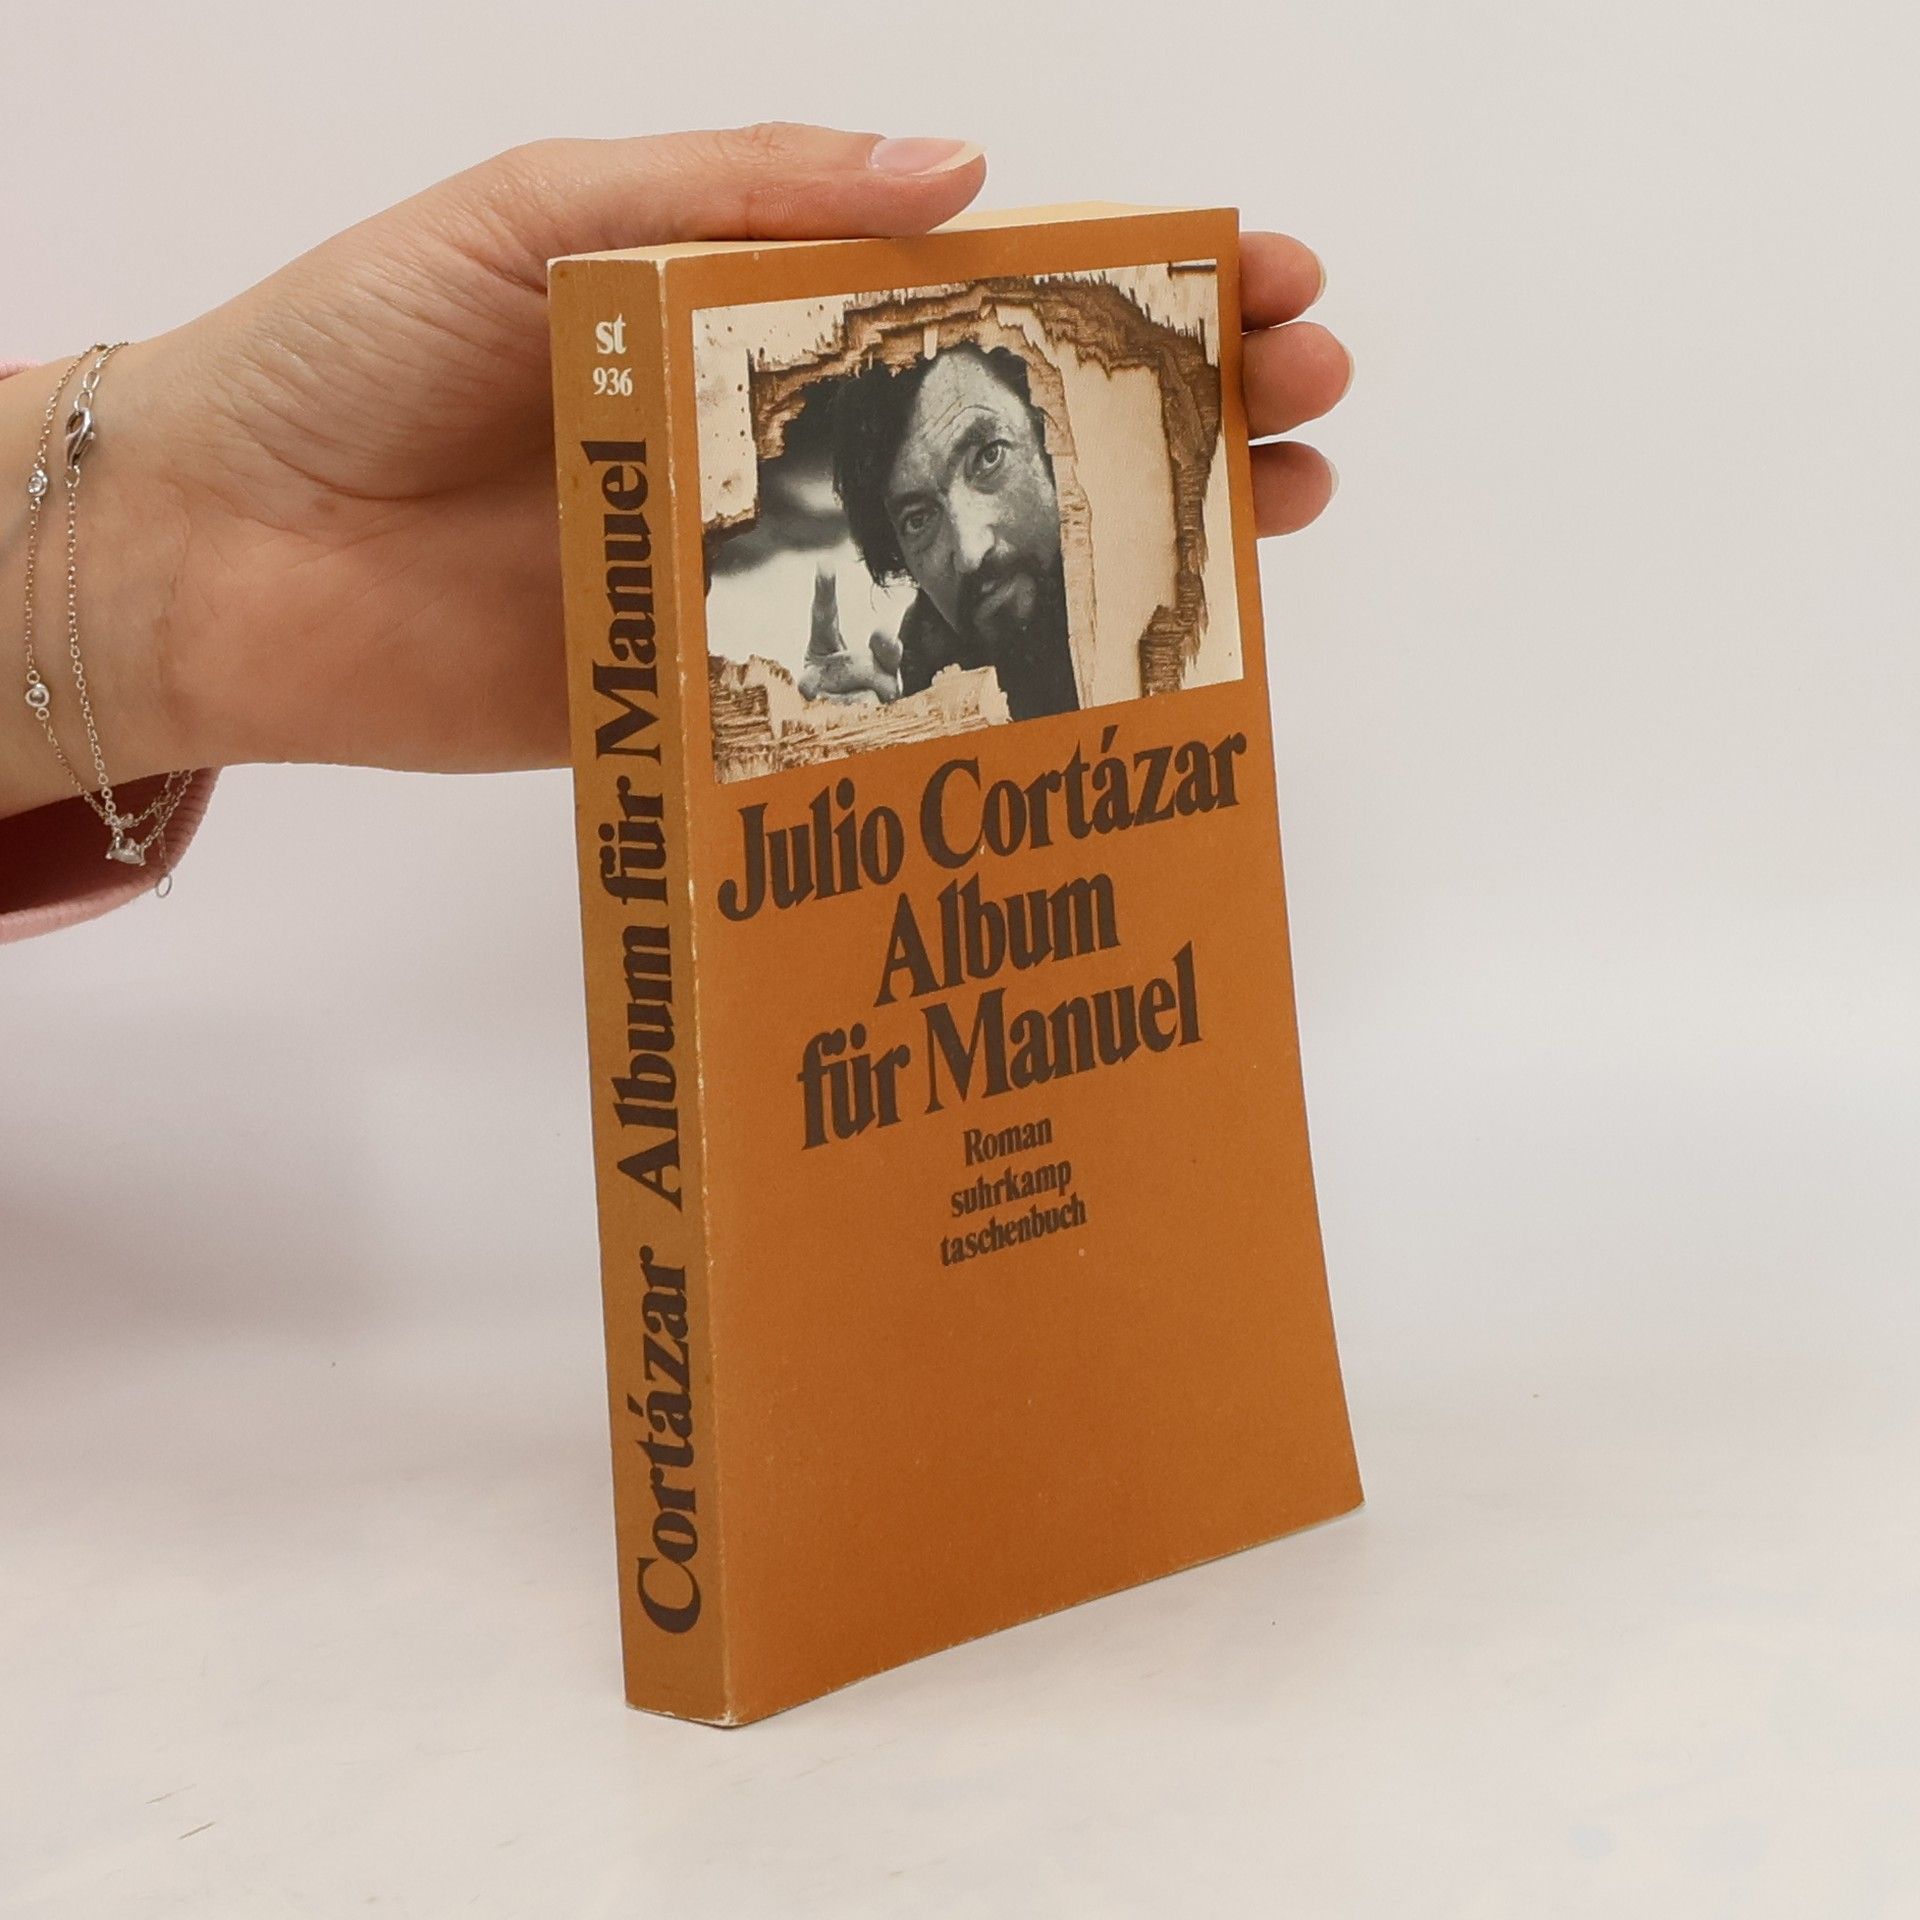 st
936
Cortázar Album für Manuel
Julio Cortázar
Album
für Manuel
Roman
suhrkamp
taschenbuch